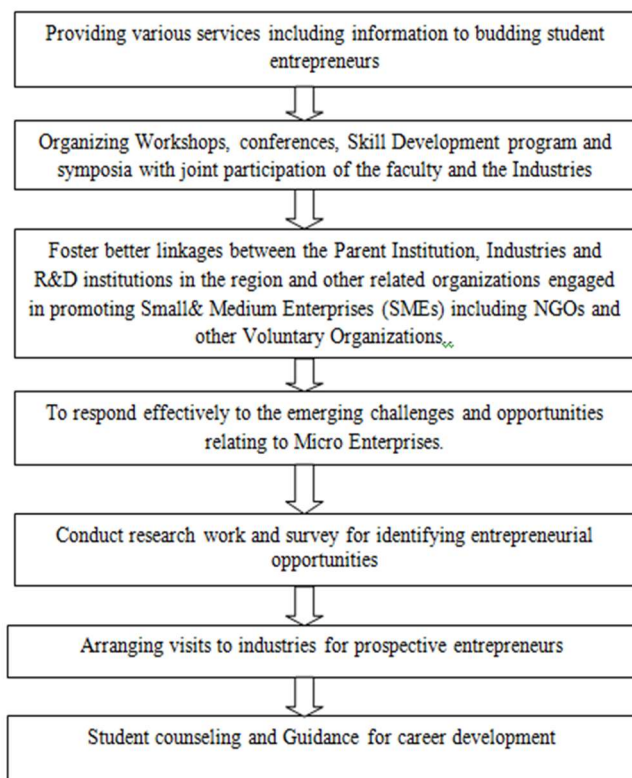 Providing various services including information to budding student
entrepreneurs
Organizing Workshops, conferences, Skill Development program and
symposia with joint participation of the faculty and the Industries
Foster better linkages between the Parent Institution, Industries and
R&D institutions in the region and other related organizations engaged
in promoting Small& Medium Enterprises (SMEs) including NGOs and
other Voluntary Organizations,.
To respond effectively to the emerging challenges and opportunities
relating to Micro Enterprises.
Conduct research work and survey for identifying entrepreneurial
opportunities
Arranging visits to industries for prospective entrepreneurs
Student counseling and Guidance for career development